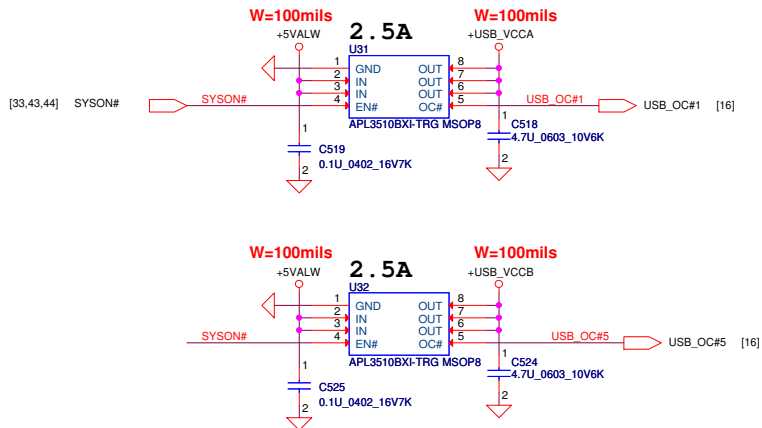 W=100mils 2.5A W=100mils
+5VALW U31 +USB_VCCA
1 GND OUT 8
2 IN OUT 7
3 IN OUT 6
[33,43,44] SYSON# SYSON# 4 EN# OC# 5 USB_OC#1 USB_OC#1 [16]
APL3510BXI-TRG MSOP8
1 C519 2 0.1U_0402_16V7K
1 C518 2 4.7U_0603_10V6K
W=100mils 2.5A W=100mils
+5VALW U32 +USB_VCCB
1 GND OUT 8
2 IN OUT 7
3 IN OUT 6
SYSON# 4 EN# OC# 5 USB_OC#5 USB_OC#5 [16]
APL3510BXI-TRG MSOP8
1 C525 2 0.1U_0402_16V7K
1 C524 2 4.7U_0603_10V6K